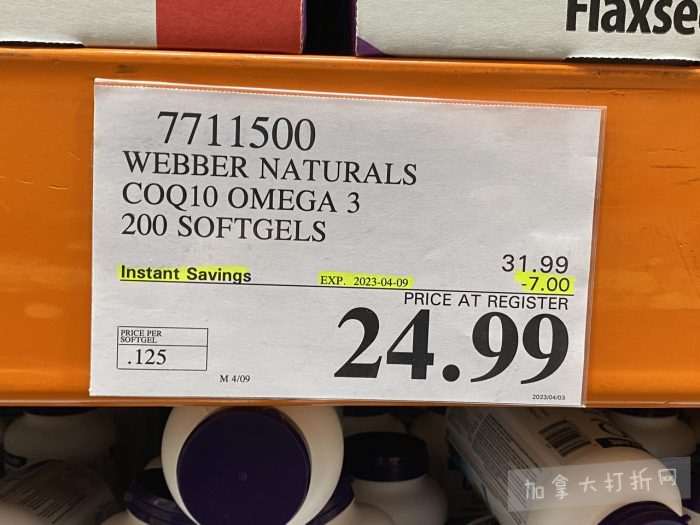 Flaxse
7711500
WEBBER NATURALS
COQ10 OMEGA 3
200 SOFTGELS
31.99
Instant Savings EXP. 2023-04-09 -7.00
PRICE AT REGISTER
24.99
PRICE PER
SOFTGEL
.125
M 4/09
2023/04/03
加拿大打折网